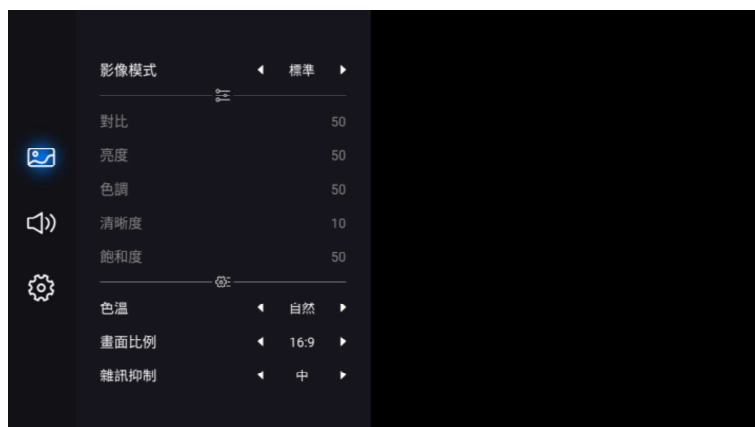 影像模式 標準
對比 50
亮度 50
色調 50
清晰度 10
飽和度 50
色溫 自然
畫面比例 16:9
雜訊抑制 中